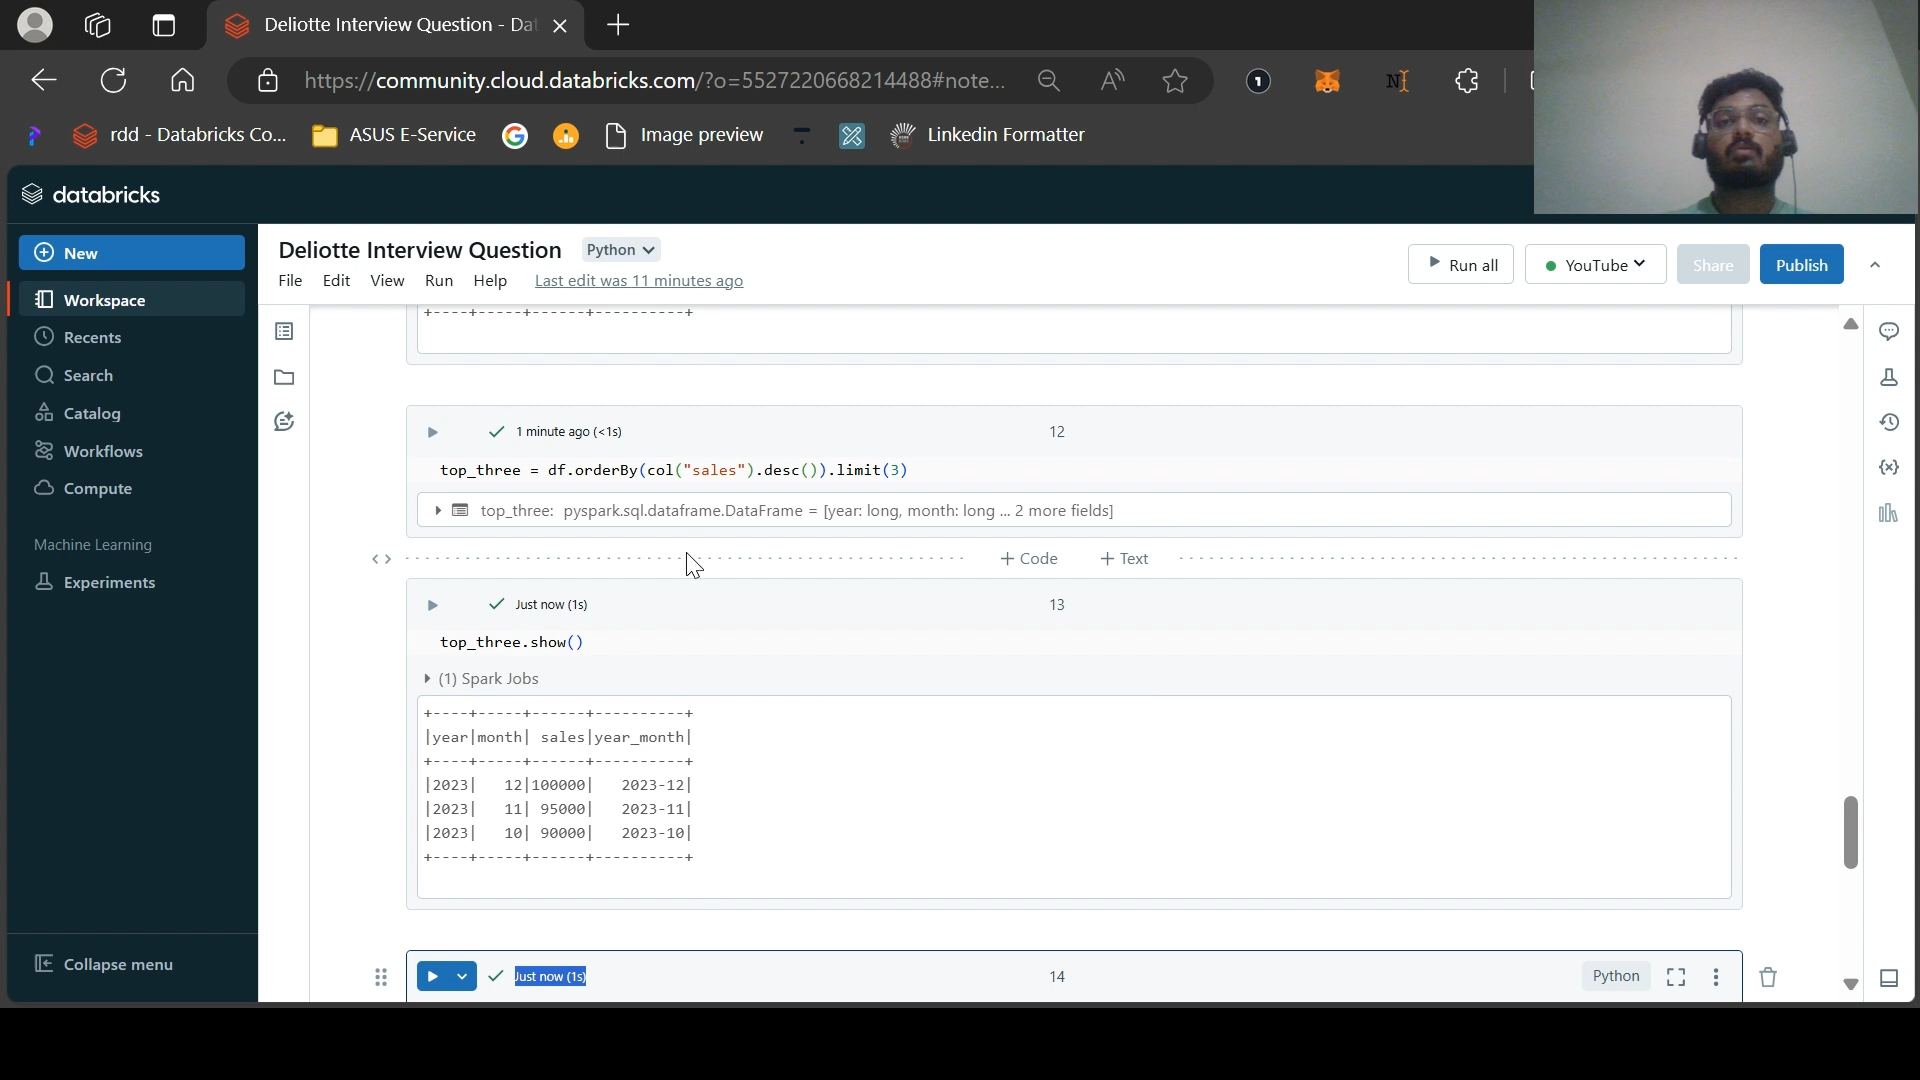 Deliotte Interview Question - Dat
https://community.cloud.databricks.com/?o=5527220668214488#note...
rdd - Databricks Co...
ASUS E-Service
Image preview
Linkedin Formatter
databricks
New
Workspace
Recents
Search
Catalog
Workflows
Compute
Machine Learning
Experiments
Collapse menu
Deliotte Interview Question
Python
File Edit View Run Help Last edit was 11 minutes ago
Run all
YouTube
Share
Publish
+----+-----+------+----------+
1 minute ago (<1s)
12
top_three = df.orderBy(col("sales").desc()).limit(3)
top_three: pyspark.sql.dataframe.DataFrame = [year: long, month: long ... 2 more fields]
+ Code + Text
Just now (1s)
13
top_three.show()
(1) Spark Jobs
+----+-----+------+----------+
|year|month| sales|year_month|
+----+-----+------+----------+
|2023|   12|100000|   2023-12|
|2023|   11| 95000|   2023-11|
|2023|   10| 90000|   2023-10|
+----+-----+------+----------+
Just now (1s)
14
Python